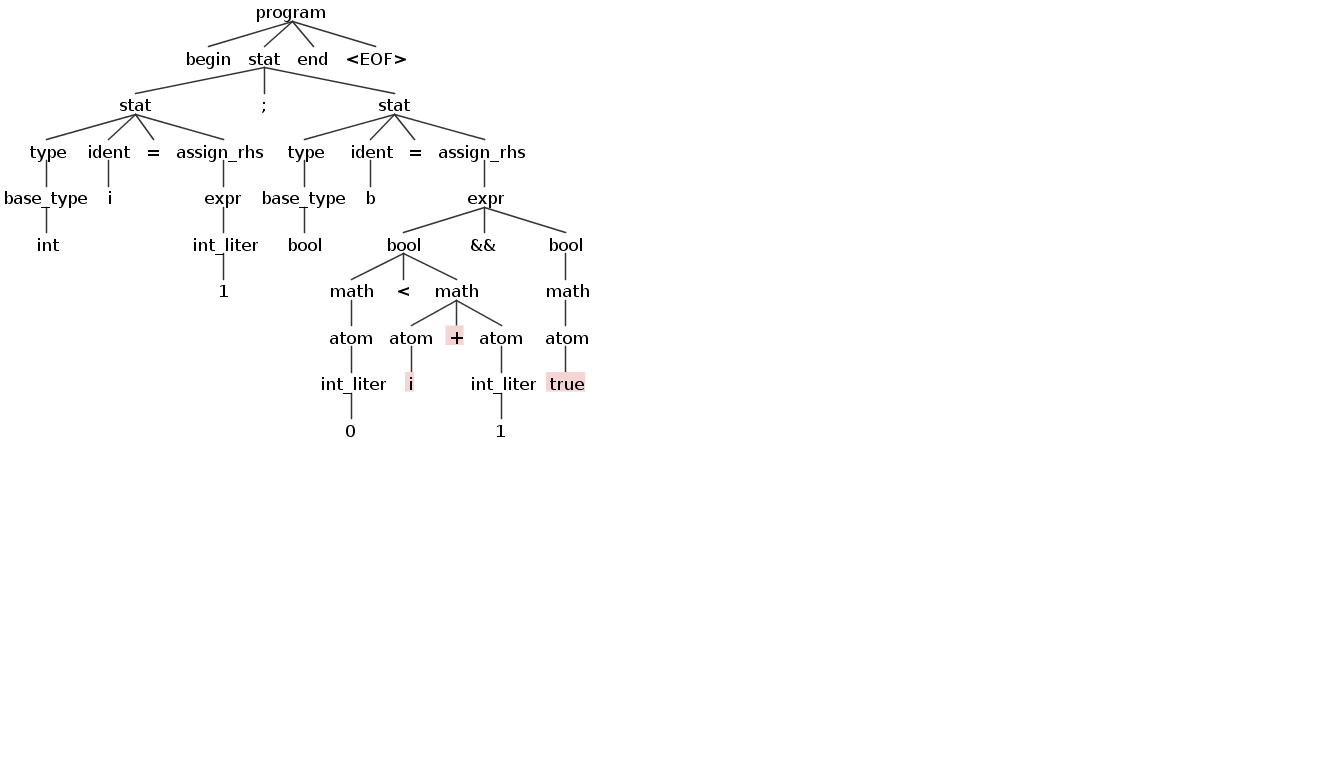 program
begin stat end <EOF>
stat ; stat
type ident = assign_rhs type ident = assign_rhs
base_type i expr base_type b expr
int int_liter bool bool && bool
1 math < math math
atom atom + atom atom
int_liter i int_liter true
0 1